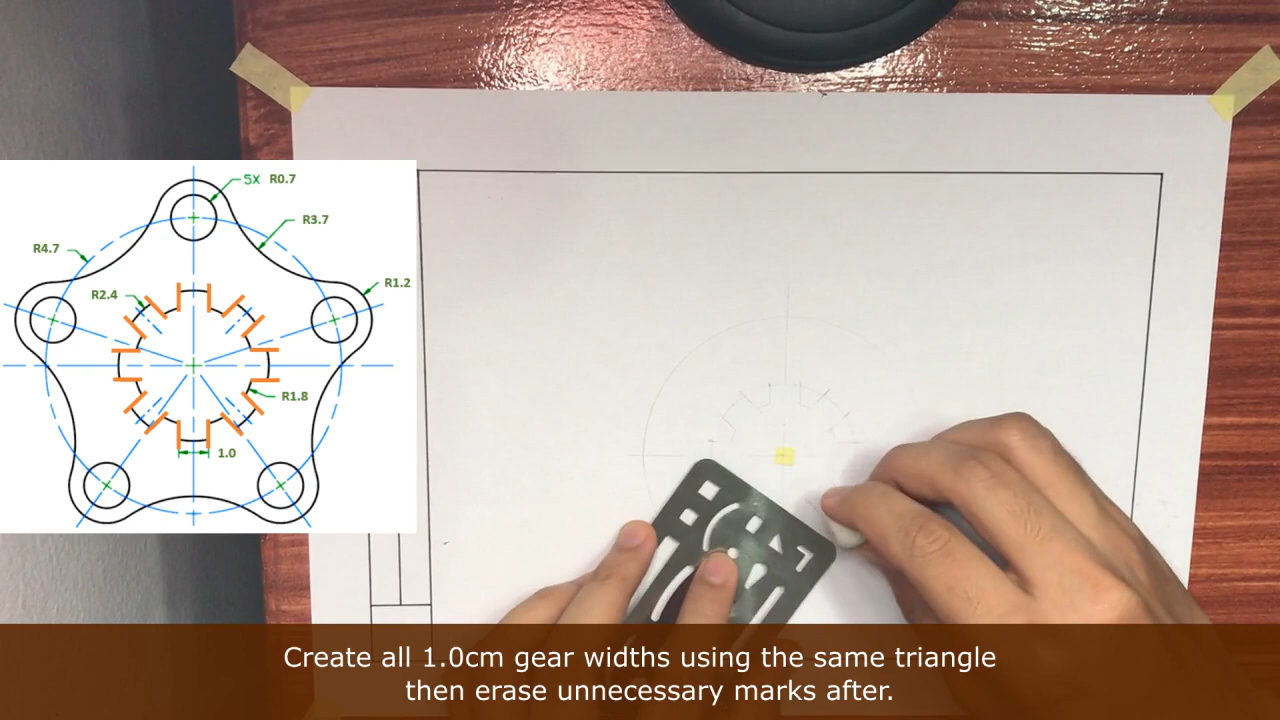 5X R0.7
R3.7
R4.7
R1.2
R2.4
R1.8
1.0
Create all 1.0cm gear widths using the same triangle
then erase unnecessary marks after.